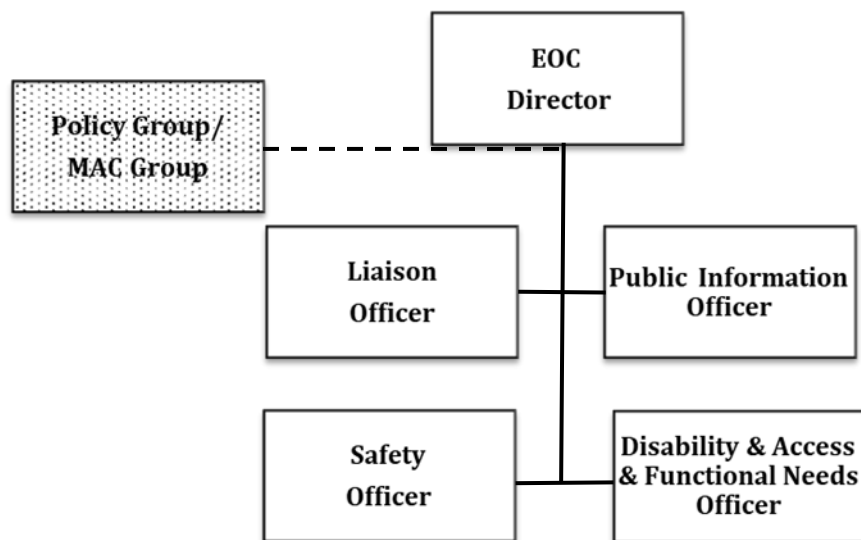 EOC
Director
Policy Group/
MAC Group
Liaison
Officer
Public Information
Officer
Safety
Officer
Disability & Access
& Functional Needs
Officer